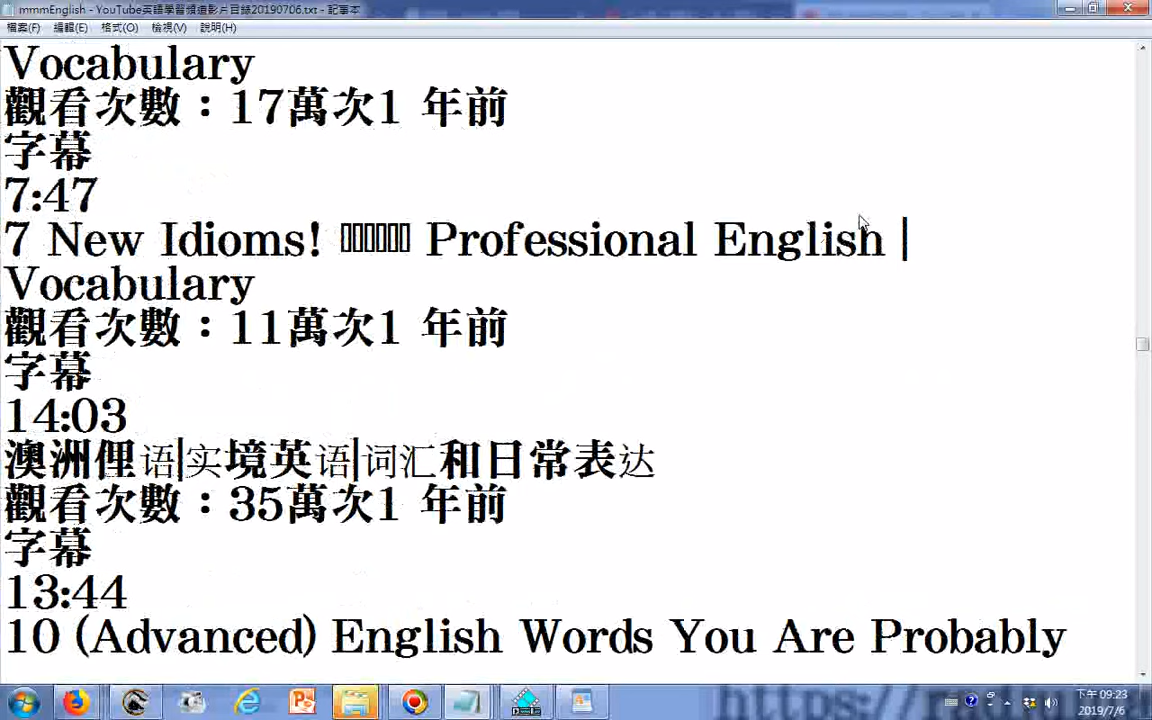 mmmEnglish - YouTube英語學習頻道影片目錄20190706.txt - 記事本
檔案(F) 編輯(E) 格式(O) 檢視(V) 說明(H)
Vocabulary
觀看次數：17萬次1 年前
字幕
7:47
7 New Idioms! Professional English |
Vocabulary
觀看次數：11萬次1 年前
字幕
14:03
澳洲俚语|实境英语|词汇和日常表达
觀看次數：35萬次1 年前
字幕
13:44
10 (Advanced) English Words You Are Probably
下午 09:23
2019/7/6